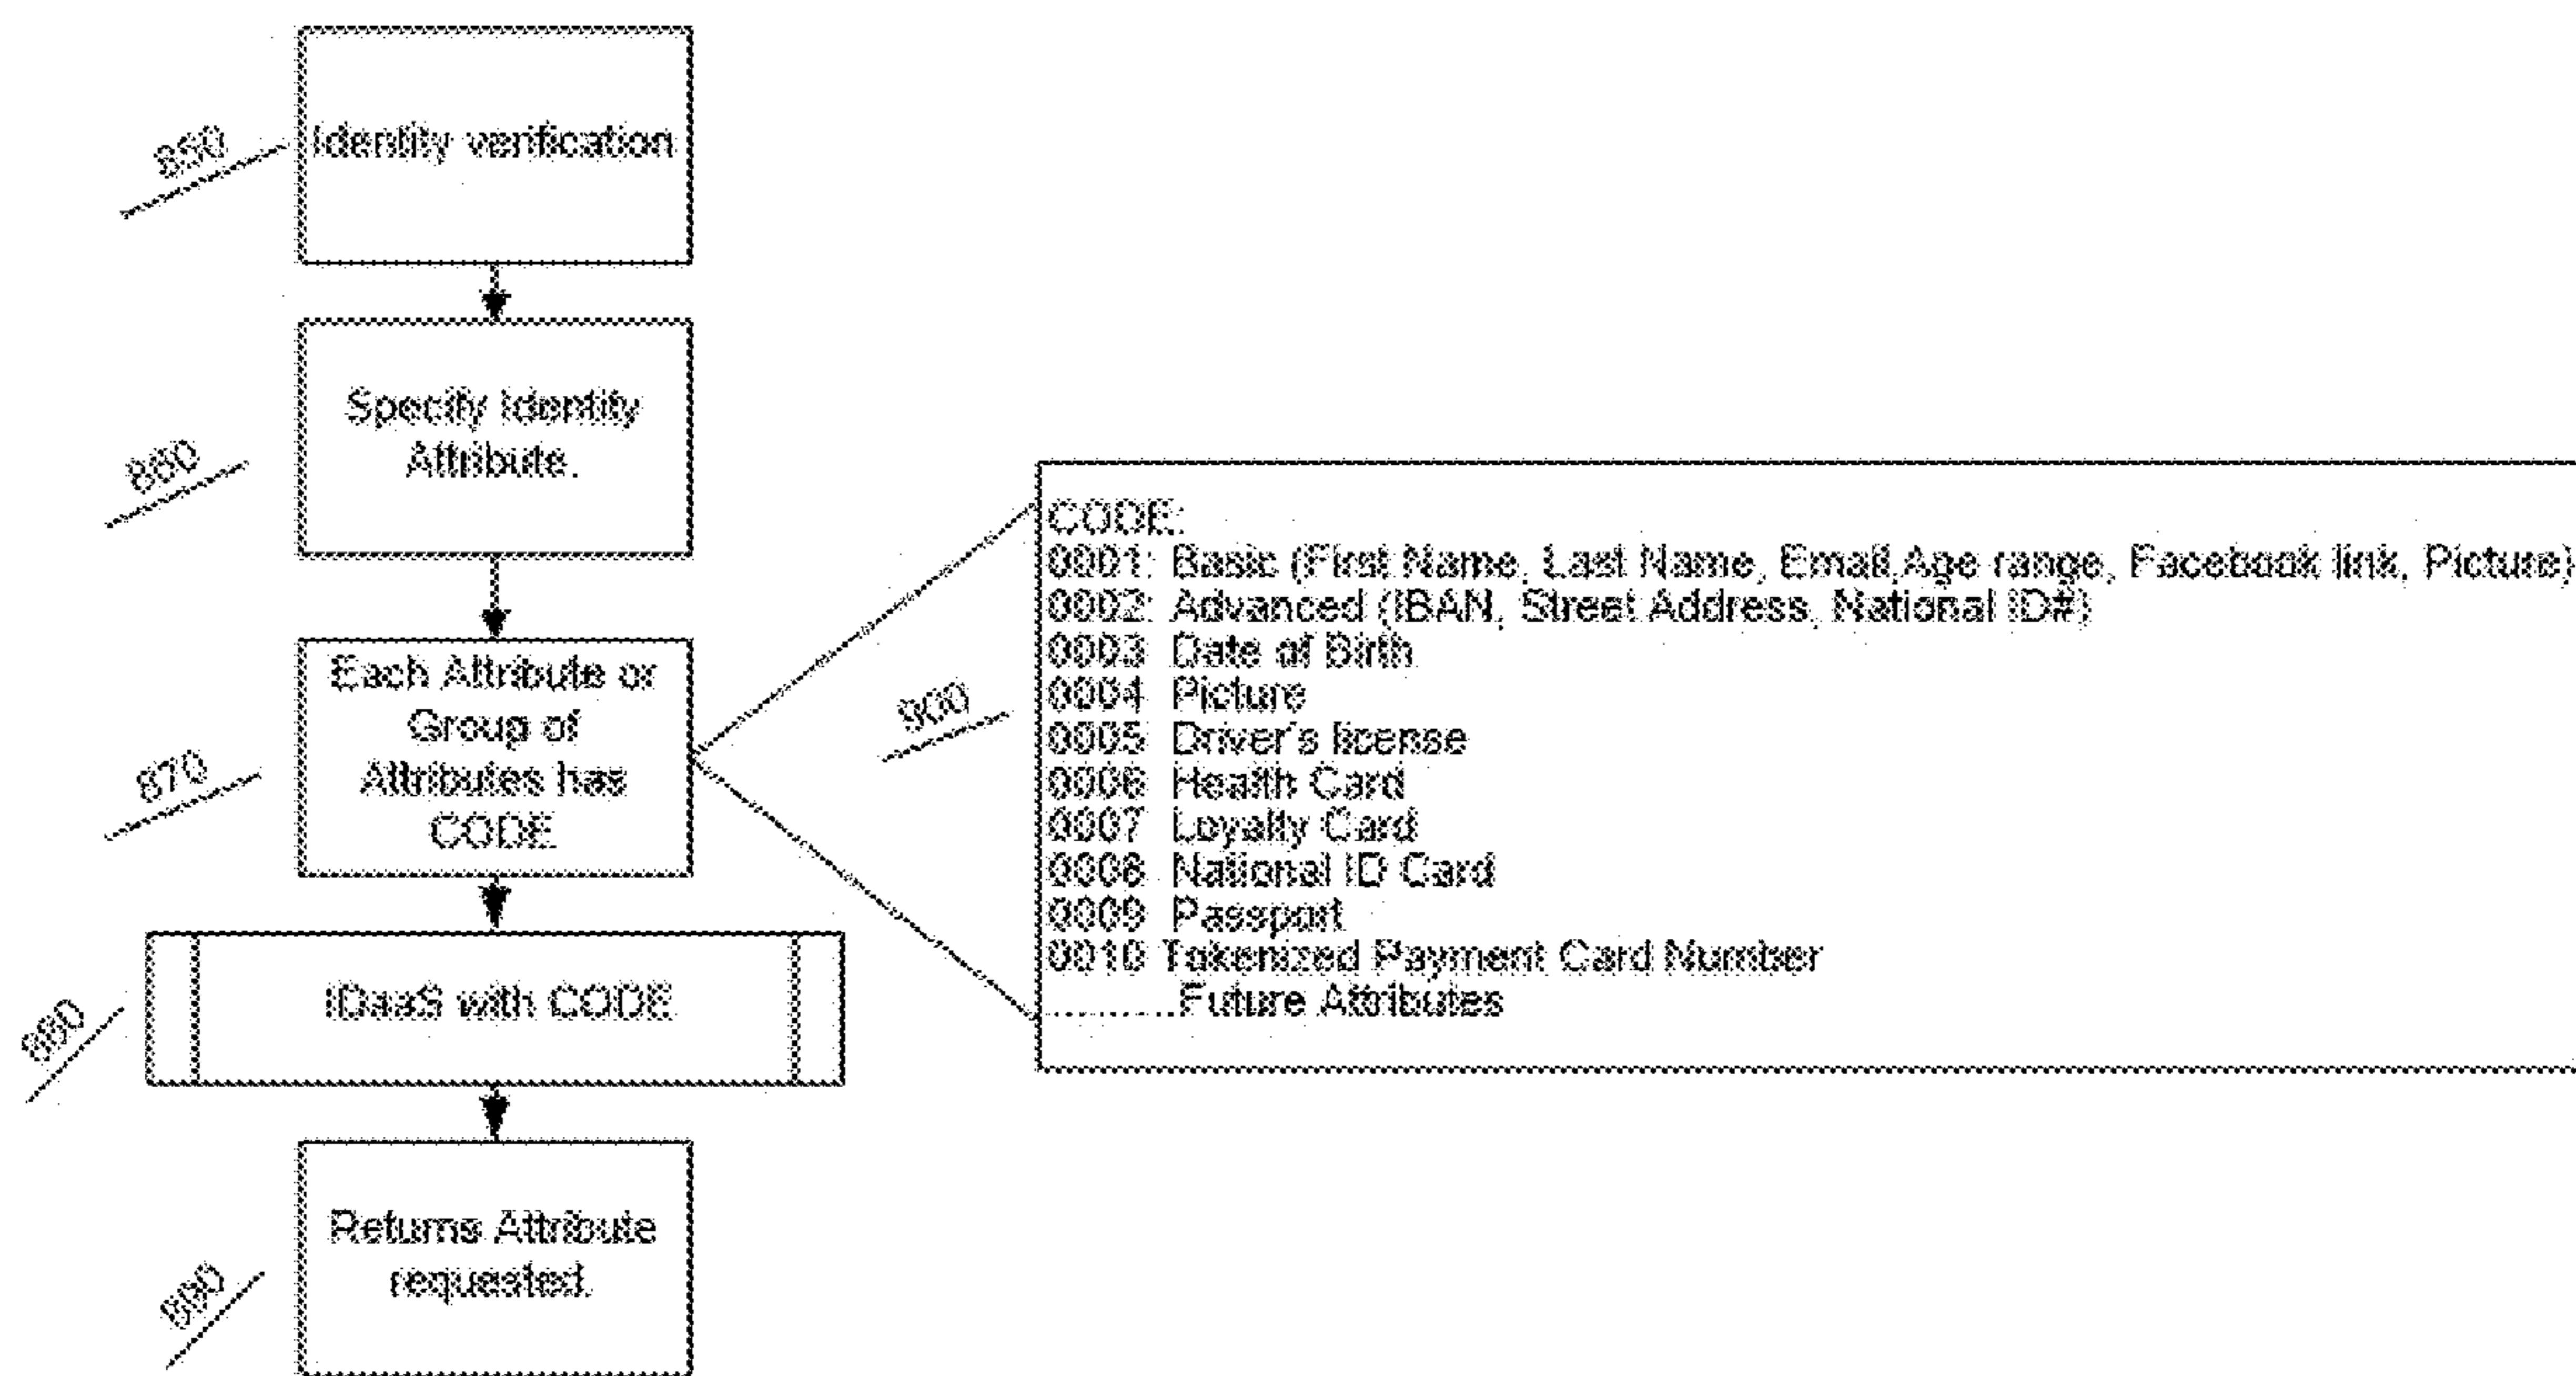 850
Identity verification
860
Specify Identity
Attribute.
870
Each Attribute or
Group of
Attributes has
CODE
880
IDaaS with CODE
890
Returns Attribute
requested.
900
CODE:
0001: Basic (First Name, Last Name, Email,Age range, Facebook link, Picture)
0002: Advanced (IBAN, Street Address, National ID#)
0003 Date of Birth
0004 Picture
0005 Driver's license
0006 Health Card
0007 Loyalty Card
0008 National ID Card
0009 Passport
0010 Tokenized Payment Card Number
...........Future Attributes